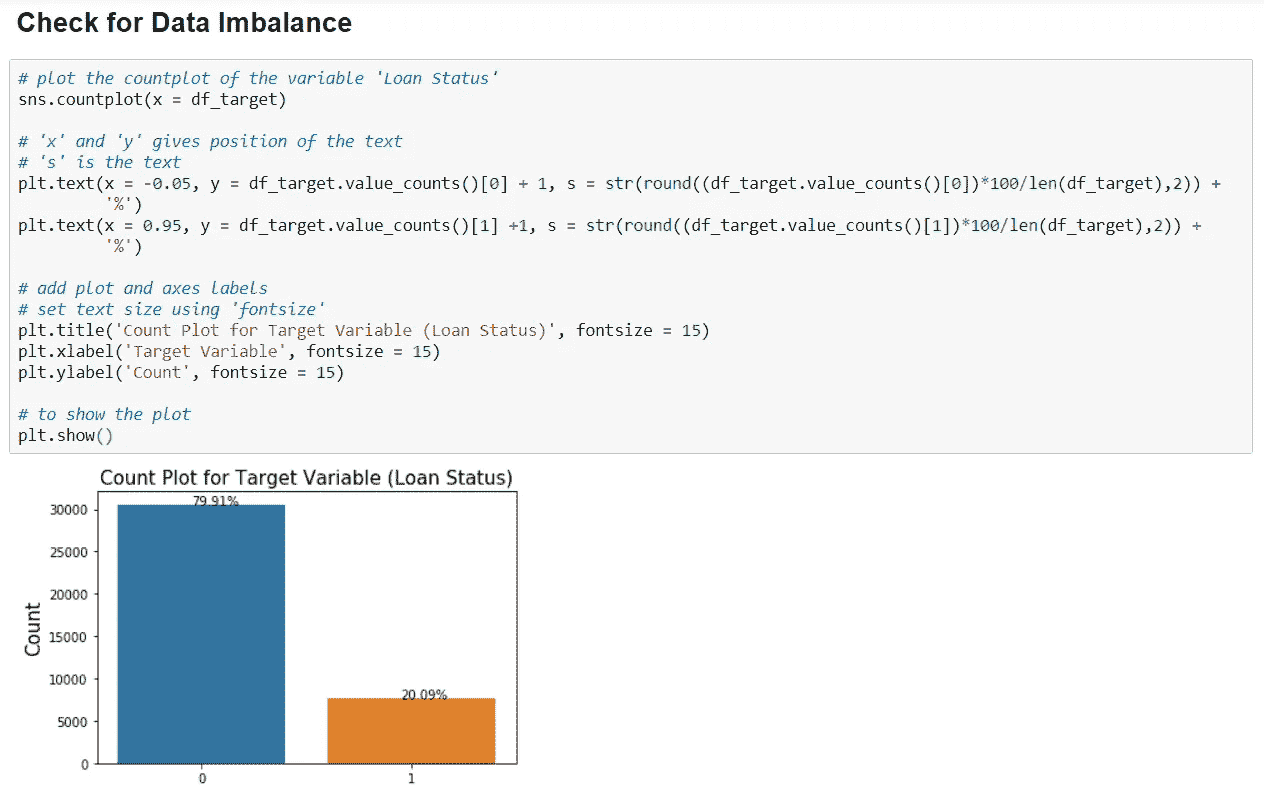 Check for Data Imbalance
# plot the countplot of the variable 'Loan Status'
sns.countplot(x = df_target)
# 'x' and 'y' gives position of the text
# 's' is the text
plt.text(x = -0.05, y = df_target.value_counts()[0] + 1, s = str(round((df_target.value_counts()[0])*100/len(df_target),2)) +
'%')
plt.text(x = 0.95, y = df_target.value_counts()[1] +1, s = str(round((df_target.value_counts()[1])*100/len(df_target),2)) +
'%')
# add plot and axes labels
# set text size using 'fontsize'
plt.title('Count Plot for Target Variable (Loan Status)', fontsize = 15)
plt.xlabel('Target Variable', fontsize = 15)
plt.ylabel('Count', fontsize = 15)
# to show the plot
plt.show()
Count Plot for Target Variable (Loan Status)
79.91%
30000
25000
20000
15000
10000
5000
0
Count
20.09%
0
1